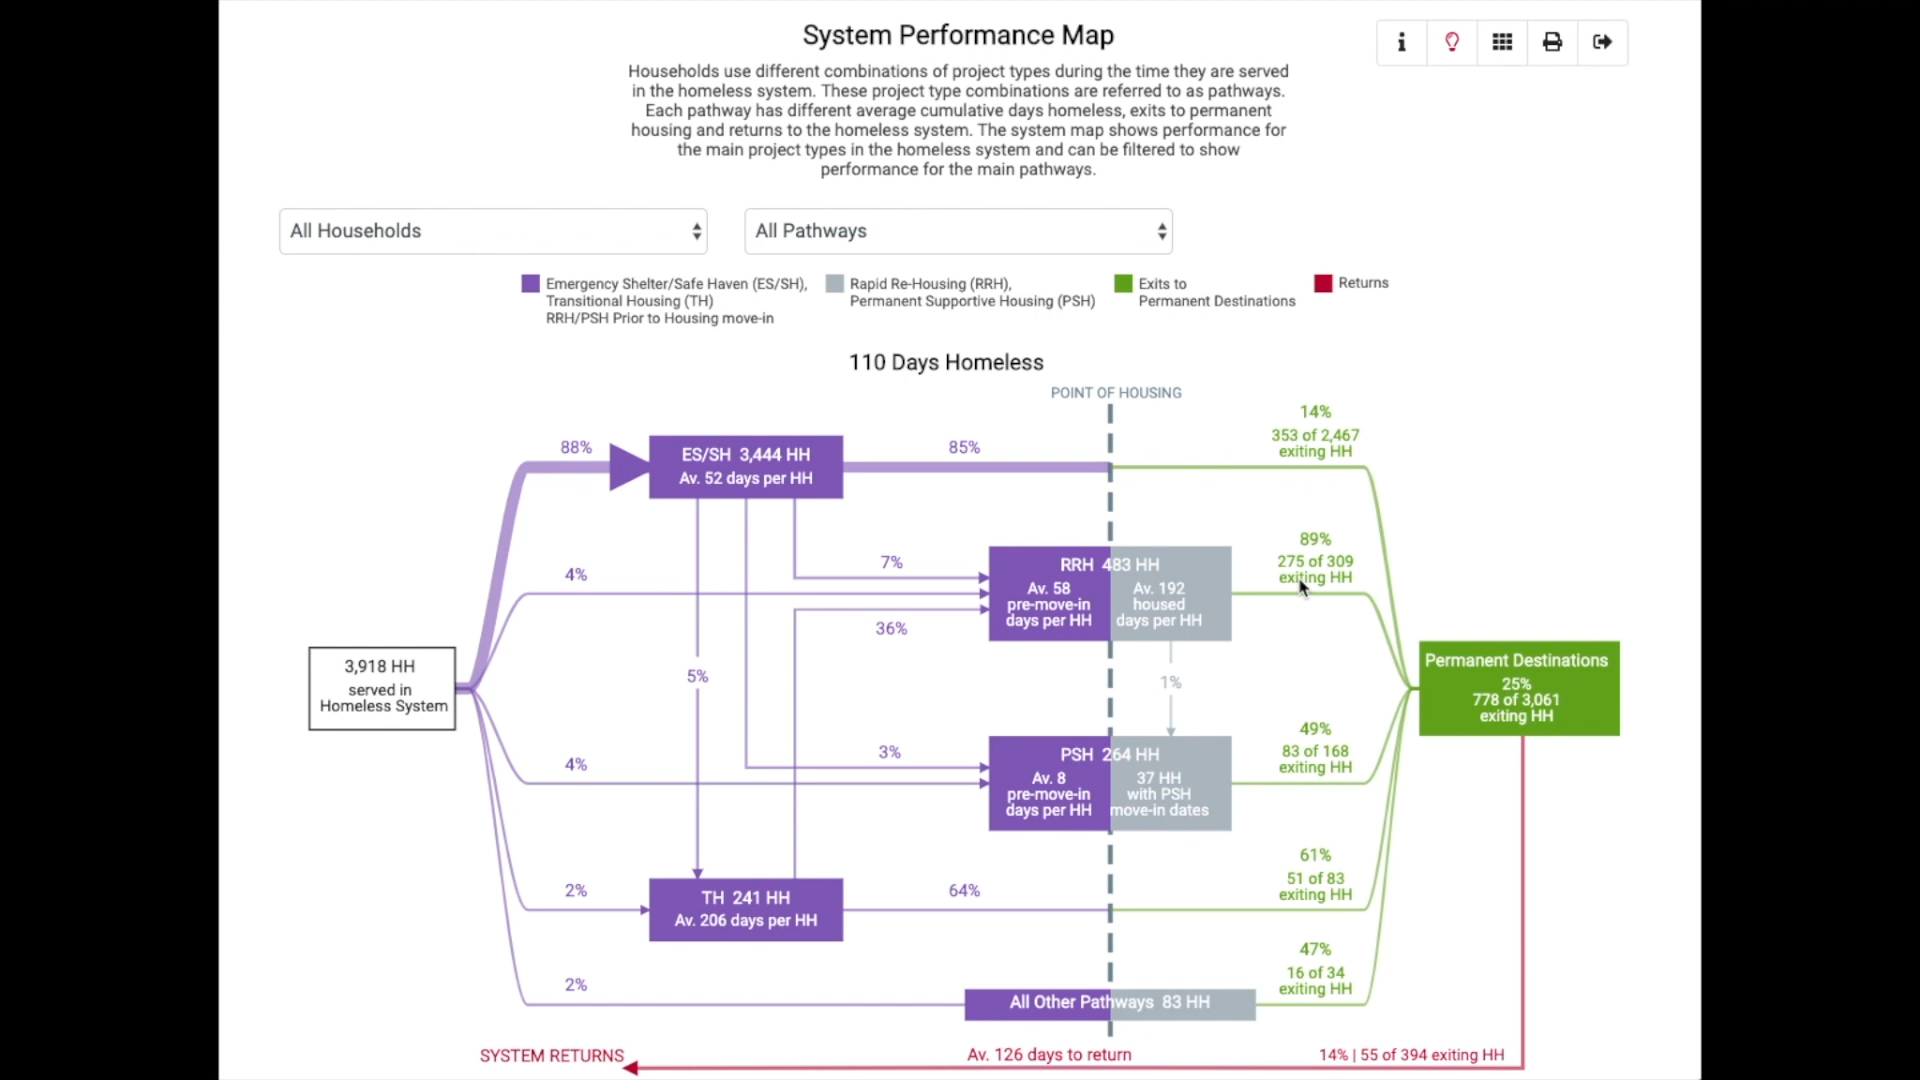 System Performance Map
Households use different combinations of project types during the time they are served
in the homeless system. These project type combinations are referred to as pathways.
Each pathway has different average cumulative days homeless, exits to permanent
housing and returns to the homeless system. The system map shows performance for
the main project types in the homeless system and can be filtered to show
performance for the main pathways.
All Households
All Pathways
Emergency Shelter/Safe Haven (ES/SH),
Transitional Housing (TH)
RRH/PSH Prior to Housing move-in
Rapid Re-Housing (RRH),
Permanent Supportive Housing (PSH)
Exits to
Permanent Destinations
Returns
110 Days Homeless
POINT OF HOUSING
88%
ES/SH 3,444 HH
Av. 52 days per HH
85%
14%
353 of 2,467
exiting HH
4%
7%
36%
RRH 483 HH
Av. 58
pre-move-in
days per HH
Av. 192
housed
days per HH
89%
275 of 309
exiting HH
3,918 HH
served in
Homeless System
5%
1%
Permanent Destinations
25%
778 of 3,061
exiting HH
4%
3%
PSH 264 HH
Av. 8
pre-move-in
days per HH
37 HH
with PSH
move-in dates
49%
83 of 168
exiting HH
2%
TH 241 HH
Av. 206 days per HH
64%
61%
51 of 83
exiting HH
2%
All Other Pathways 83 HH
47%
16 of 34
exiting HH
SYSTEM RETURNS
Av. 126 days to return
14% | 55 of 394 exiting HH